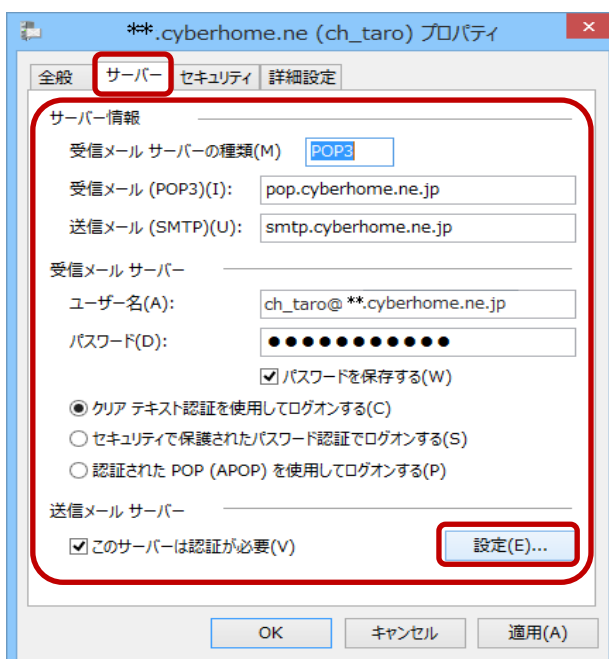 ***.cyberhome.ne (ch_taro) プロパティ
全般 サーバー セキュリティ 詳細設定
サーバー情報
受信メール サーバーの種類(M) POP3
受信メール (POP3)(I): pop.cyberhome.ne.jp
送信メール (SMTP)(U): smtp.cyberhome.ne.jp
受信メール サーバー
ユーザー名(A): ch_taro@ **.cyberhome.ne.jp
パスワード(D): ●●●●●●●●●●●
パスワードを保存する(W)
クリア テキスト認証を使用してログオンする(C)
セキュリティで保護されたパスワード認証でログオンする(S)
認証された POP (APOP) を使用してログオンする(P)
送信メール サーバー
このサーバーは認証が必要(V) 設定(E)...
OK キャンセル 適用(A)